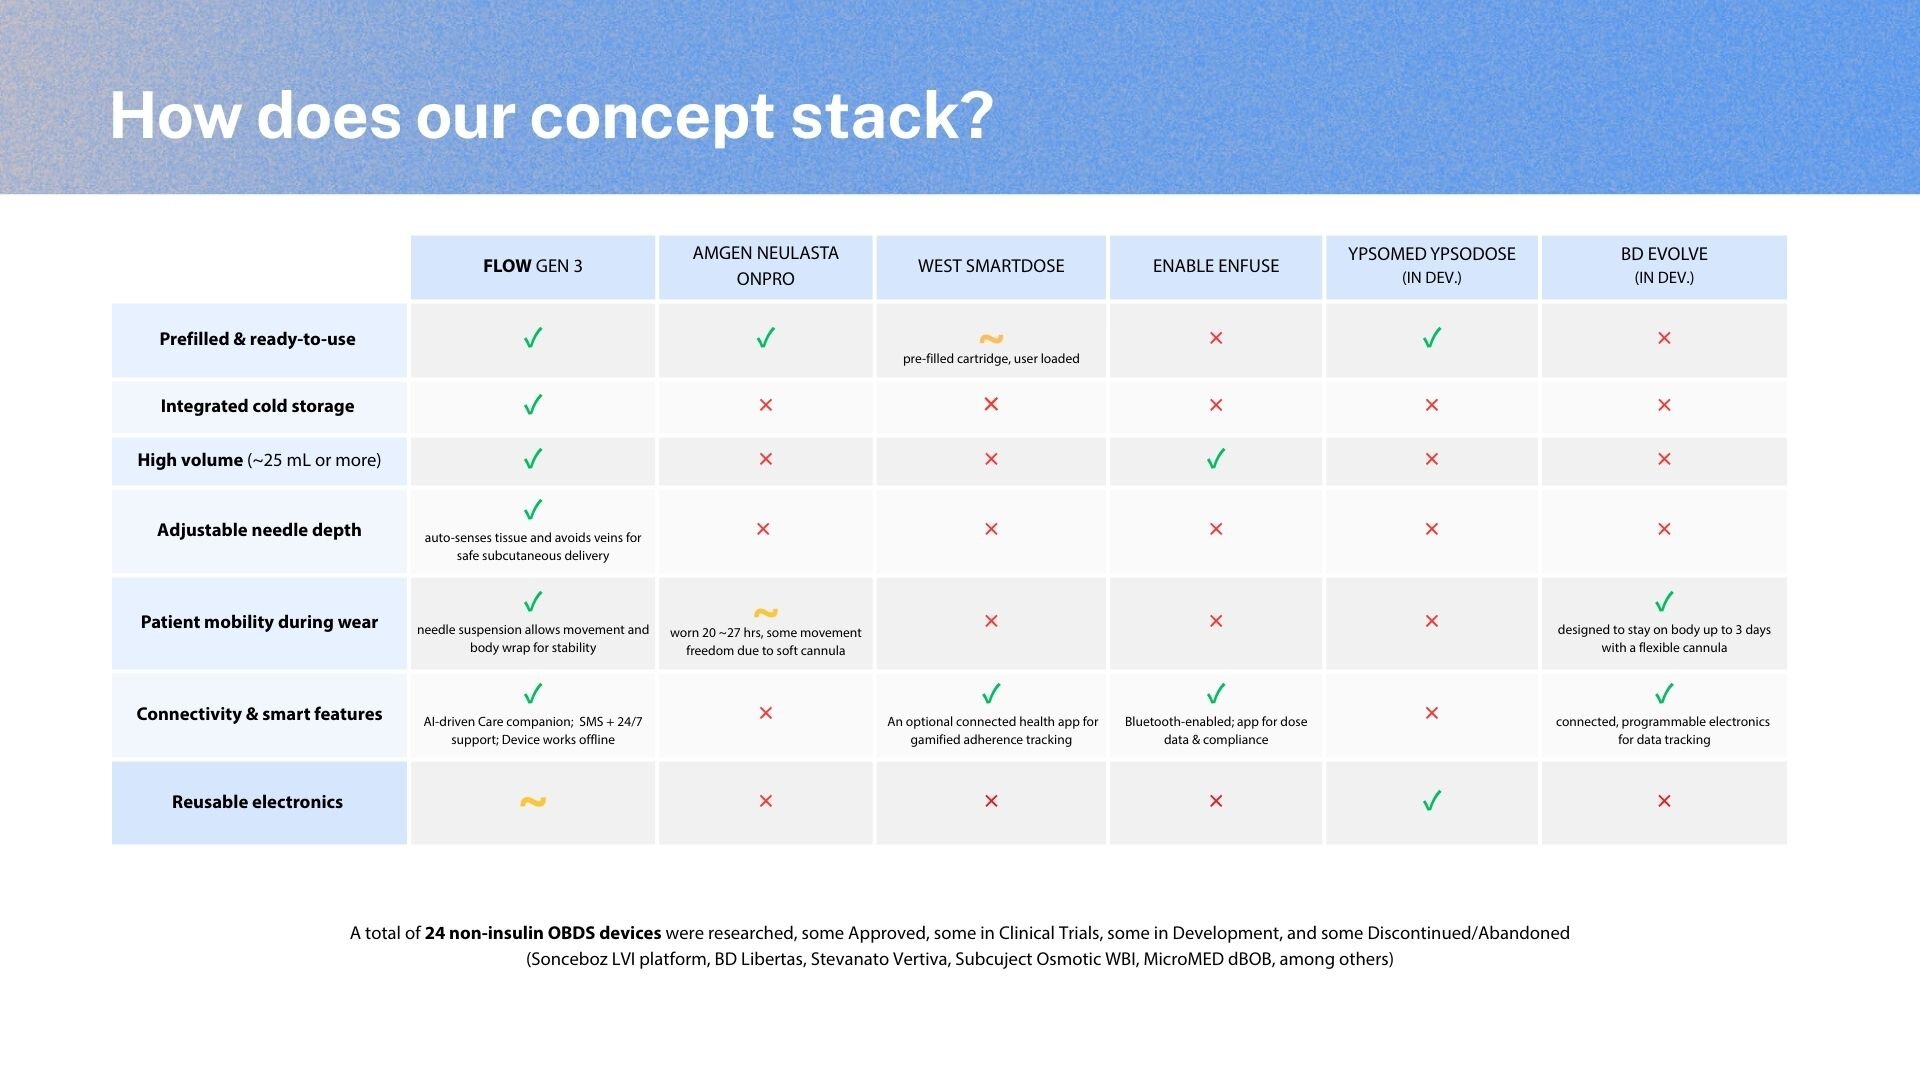 How does our concept stack?
FLOW GEN 3
AMGEN NEULASTA
ONPRO
WEST SMARTDOSE
ENABLE ENFUSE
YPSOMED YPSODOSE
(IN DEV.)
BD EVOLVE
(IN DEV.)
Prefilled & ready-to-use
✓
✓
~
pre-filled cartridge, user loaded
✕
✓
✕
Integrated cold storage
✓
✕
✕
✕
✕
✕
High volume (~25 mL or more)
✓
✕
✕
✓
✕
✕
Adjustable needle depth
✓
auto-senses tissue and avoids veins for
safe subcutaneous delivery
✕
✕
✕
✕
✕
Patient mobility during wear
✓
needle suspension allows movement and
body wrap for stability
~
worn 20 ~27 hrs, some movement
freedom due to soft cannula
✕
✕
✕
✓
designed to stay on body up to 3 days
with a flexible cannula
Connectivity & smart features
✓
AI-driven Care companion; SMS + 24/7
support; Device works offline
✕
✓
An optional connected health app for
gamified adherence tracking
✓
Bluetooth-enabled; app for dose
data & compliance
✕
✓
connected, programmable electronics
for data tracking
Reusable electronics
~
✕
✕
✕
✓
✕
A total of 24 non-insulin OBDS devices were researched, some Approved, some in Clinical Trials, some in Development, and some Discontinued/Abandoned
(Sonceboz LVI platform, BD Libertas, Stevanato Vertiva, Subcuject Osmotic WBI, MicroMED dBOB, among others)